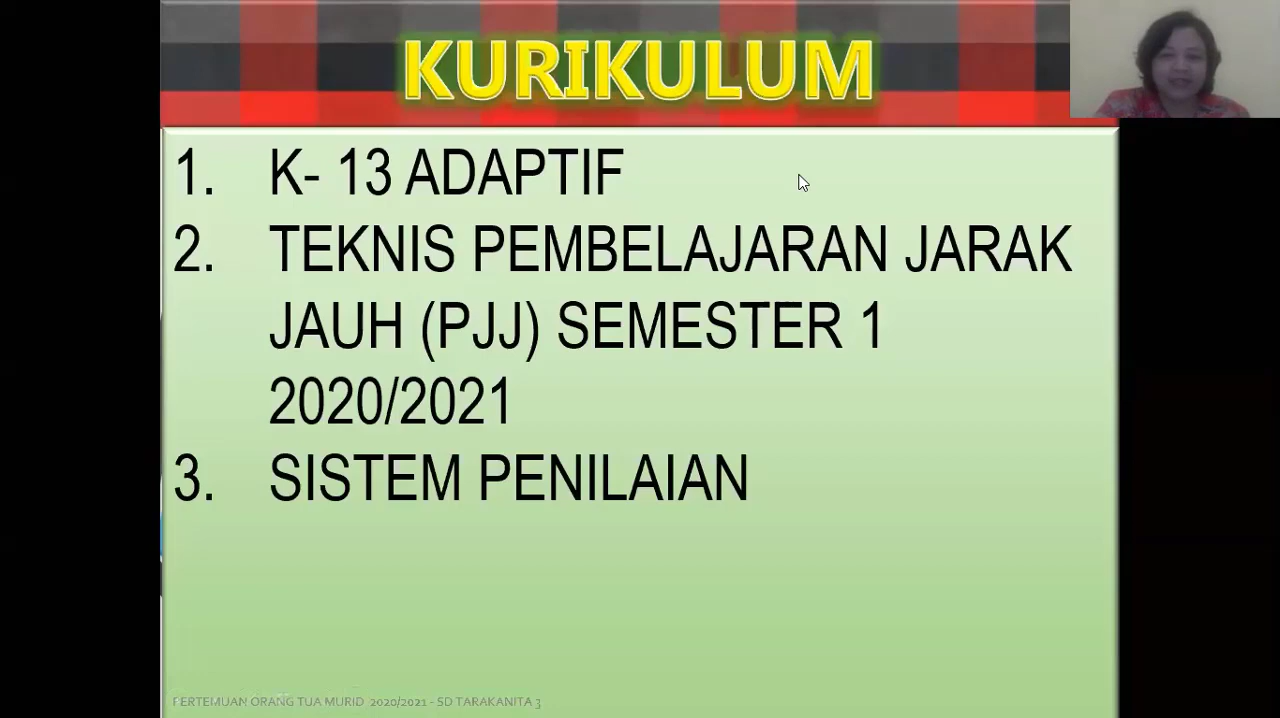 KURIKULUM
1. K- 13 ADAPTIF
2. TEKNIS PEMBELAJARAN JARAK
JAUH (PJJ) SEMESTER 1
2020/2021
3. SISTEM PENILAIAN
PERTEMUAN ORANG TUA MURID 2020/2021 - SD TARAKANITA 3